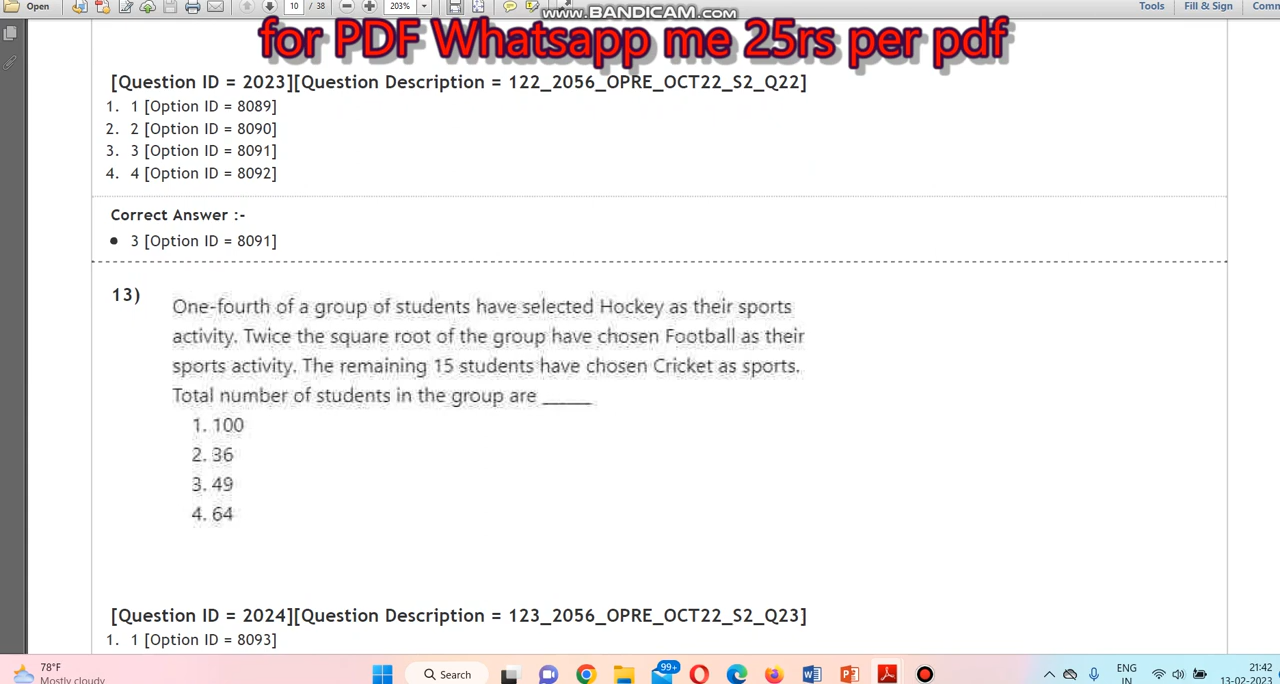 Open
10 / 38
203%
www.BANDICAM.com
Tools
Fill & Sign
Comm
for PDF Whatsapp me 25rs per pdf
[Question ID = 2023][Question Description = 122_2056_OPRE_OCT22_S2_Q22]
1. 1 [Option ID = 8089]
2. 2 [Option ID = 8090]
3. 3 [Option ID = 8091]
4. 4 [Option ID = 8092]
Correct Answer :-
● 3 [Option ID = 8091]
13)
One-fourth of a group of students have selected Hockey as their sports
activity. Twice the square root of the group have chosen Football as their
sports activity. The remaining 15 students have chosen Cricket as sports.
Total number of students in the group are _____
1. 100
2. 36
3. 49
4. 64
[Question ID = 2024][Question Description = 123_2056_OPRE_OCT22_S2_Q23]
1. 1 [Option ID = 8093]
78°F
Mostly cloudy
Search
99+
ENG
IN
21:42
13-02-2023